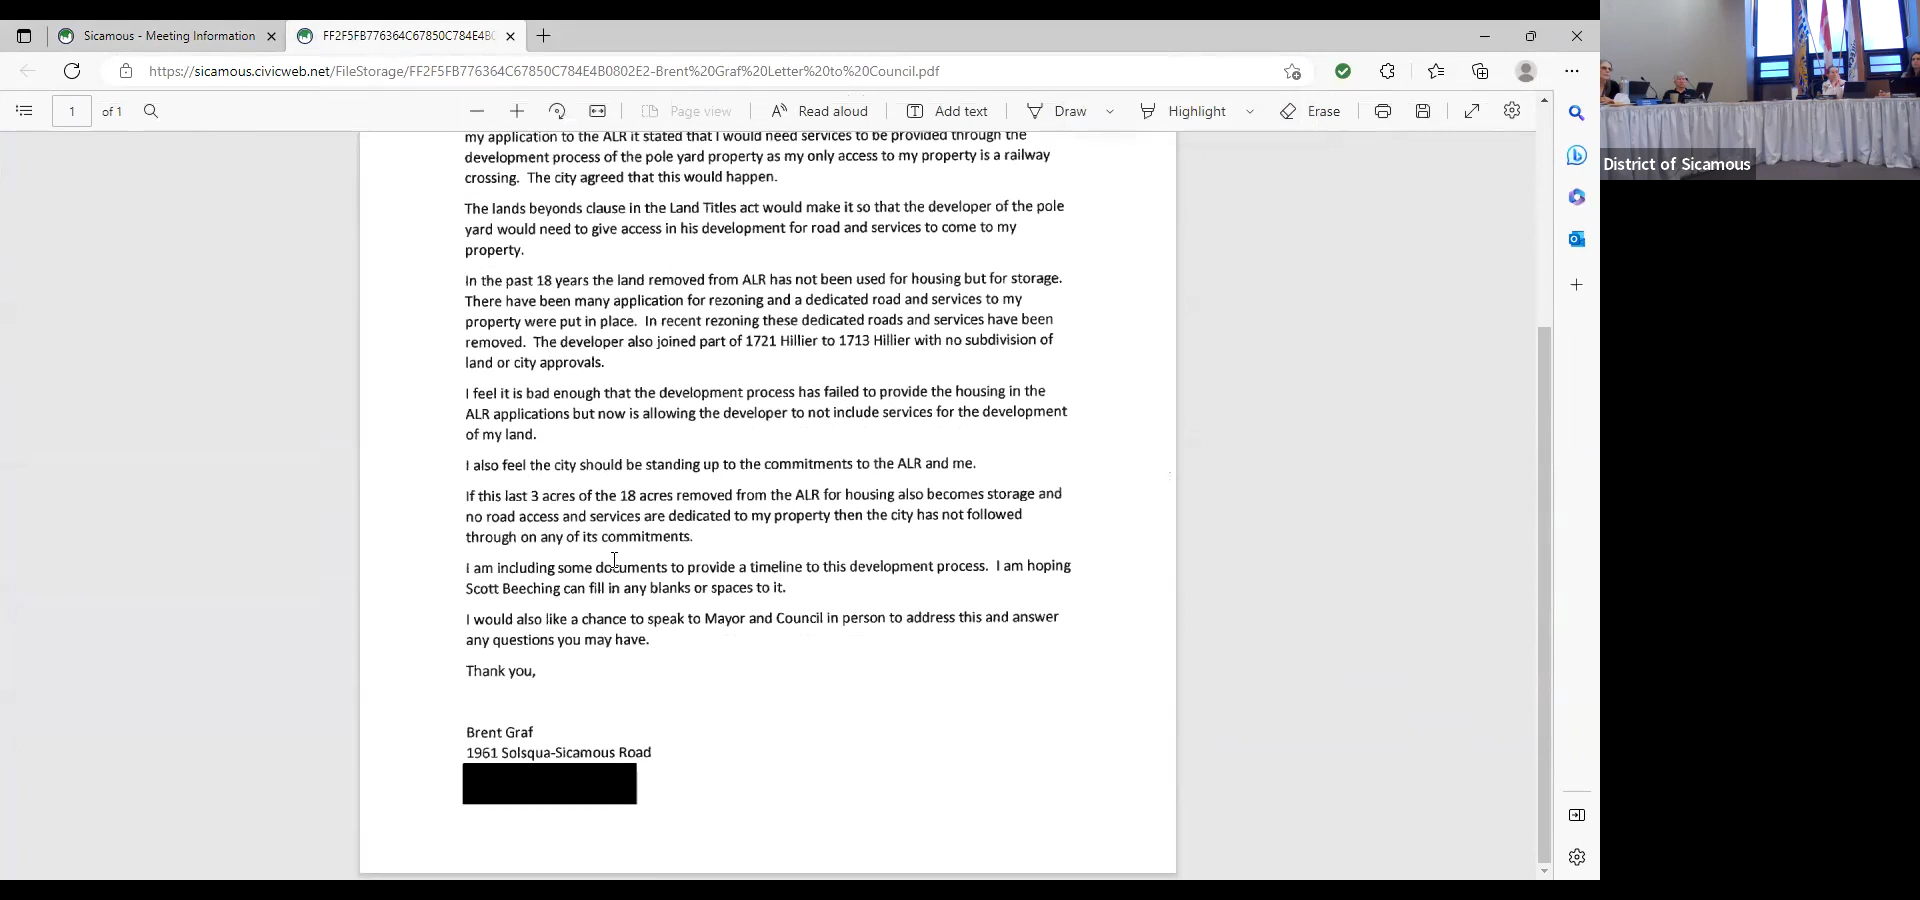 Sicamous - Meeting Information
FF2F5FB776364C67850C784E4B0
https://sicamous.civicweb.net/FileStorage/FF2F5FB776364C67850C784E4B0802E2-Brent%20Graf%20Letter%20to%20Council.pdf
1 of 1 Page view Read aloud Add text Draw Highlight Erase
my application to the ALR it stated that I would need services to be provided through the
development process of the pole yard property as my only access to my property is a railway
crossing. The city agreed that this would happen.
The lands beyonds clause in the Land Titles act would make it so that the developer of the pole
yard would need to give access in his development for road and services to come to my
property.
In the past 18 years the land removed from ALR has not been used for housing but for storage.
There have been many application for rezoning and a dedicated road and services to my
property were put in place. In recent rezoning these dedicated roads and services have been
removed. The developer also joined part of 1721 Hillier to 1713 Hillier with no subdivision of
land or city approvals.
I feel it is bad enough that the development process has failed to provide the housing in the
ALR applications but now is allowing the developer to not include services for the development
of my land.
I also feel the city should be standing up to the commitments to the ALR and me.
If this last 3 acres of the 18 acres removed from the ALR for housing also becomes storage and
no road access and services are dedicated to my property then the city has not followed
through on any of its commitments.
I am including some documents to provide a timeline to this development process. I am hoping
Scott Beeching can fill in any blanks or spaces to it.
I would also like a chance to speak to Mayor and Council in person to address this and answer
any questions you may have.
Thank you,
Brent Graf
1961 Solsqua-Sicamous Road
District of Sicamous